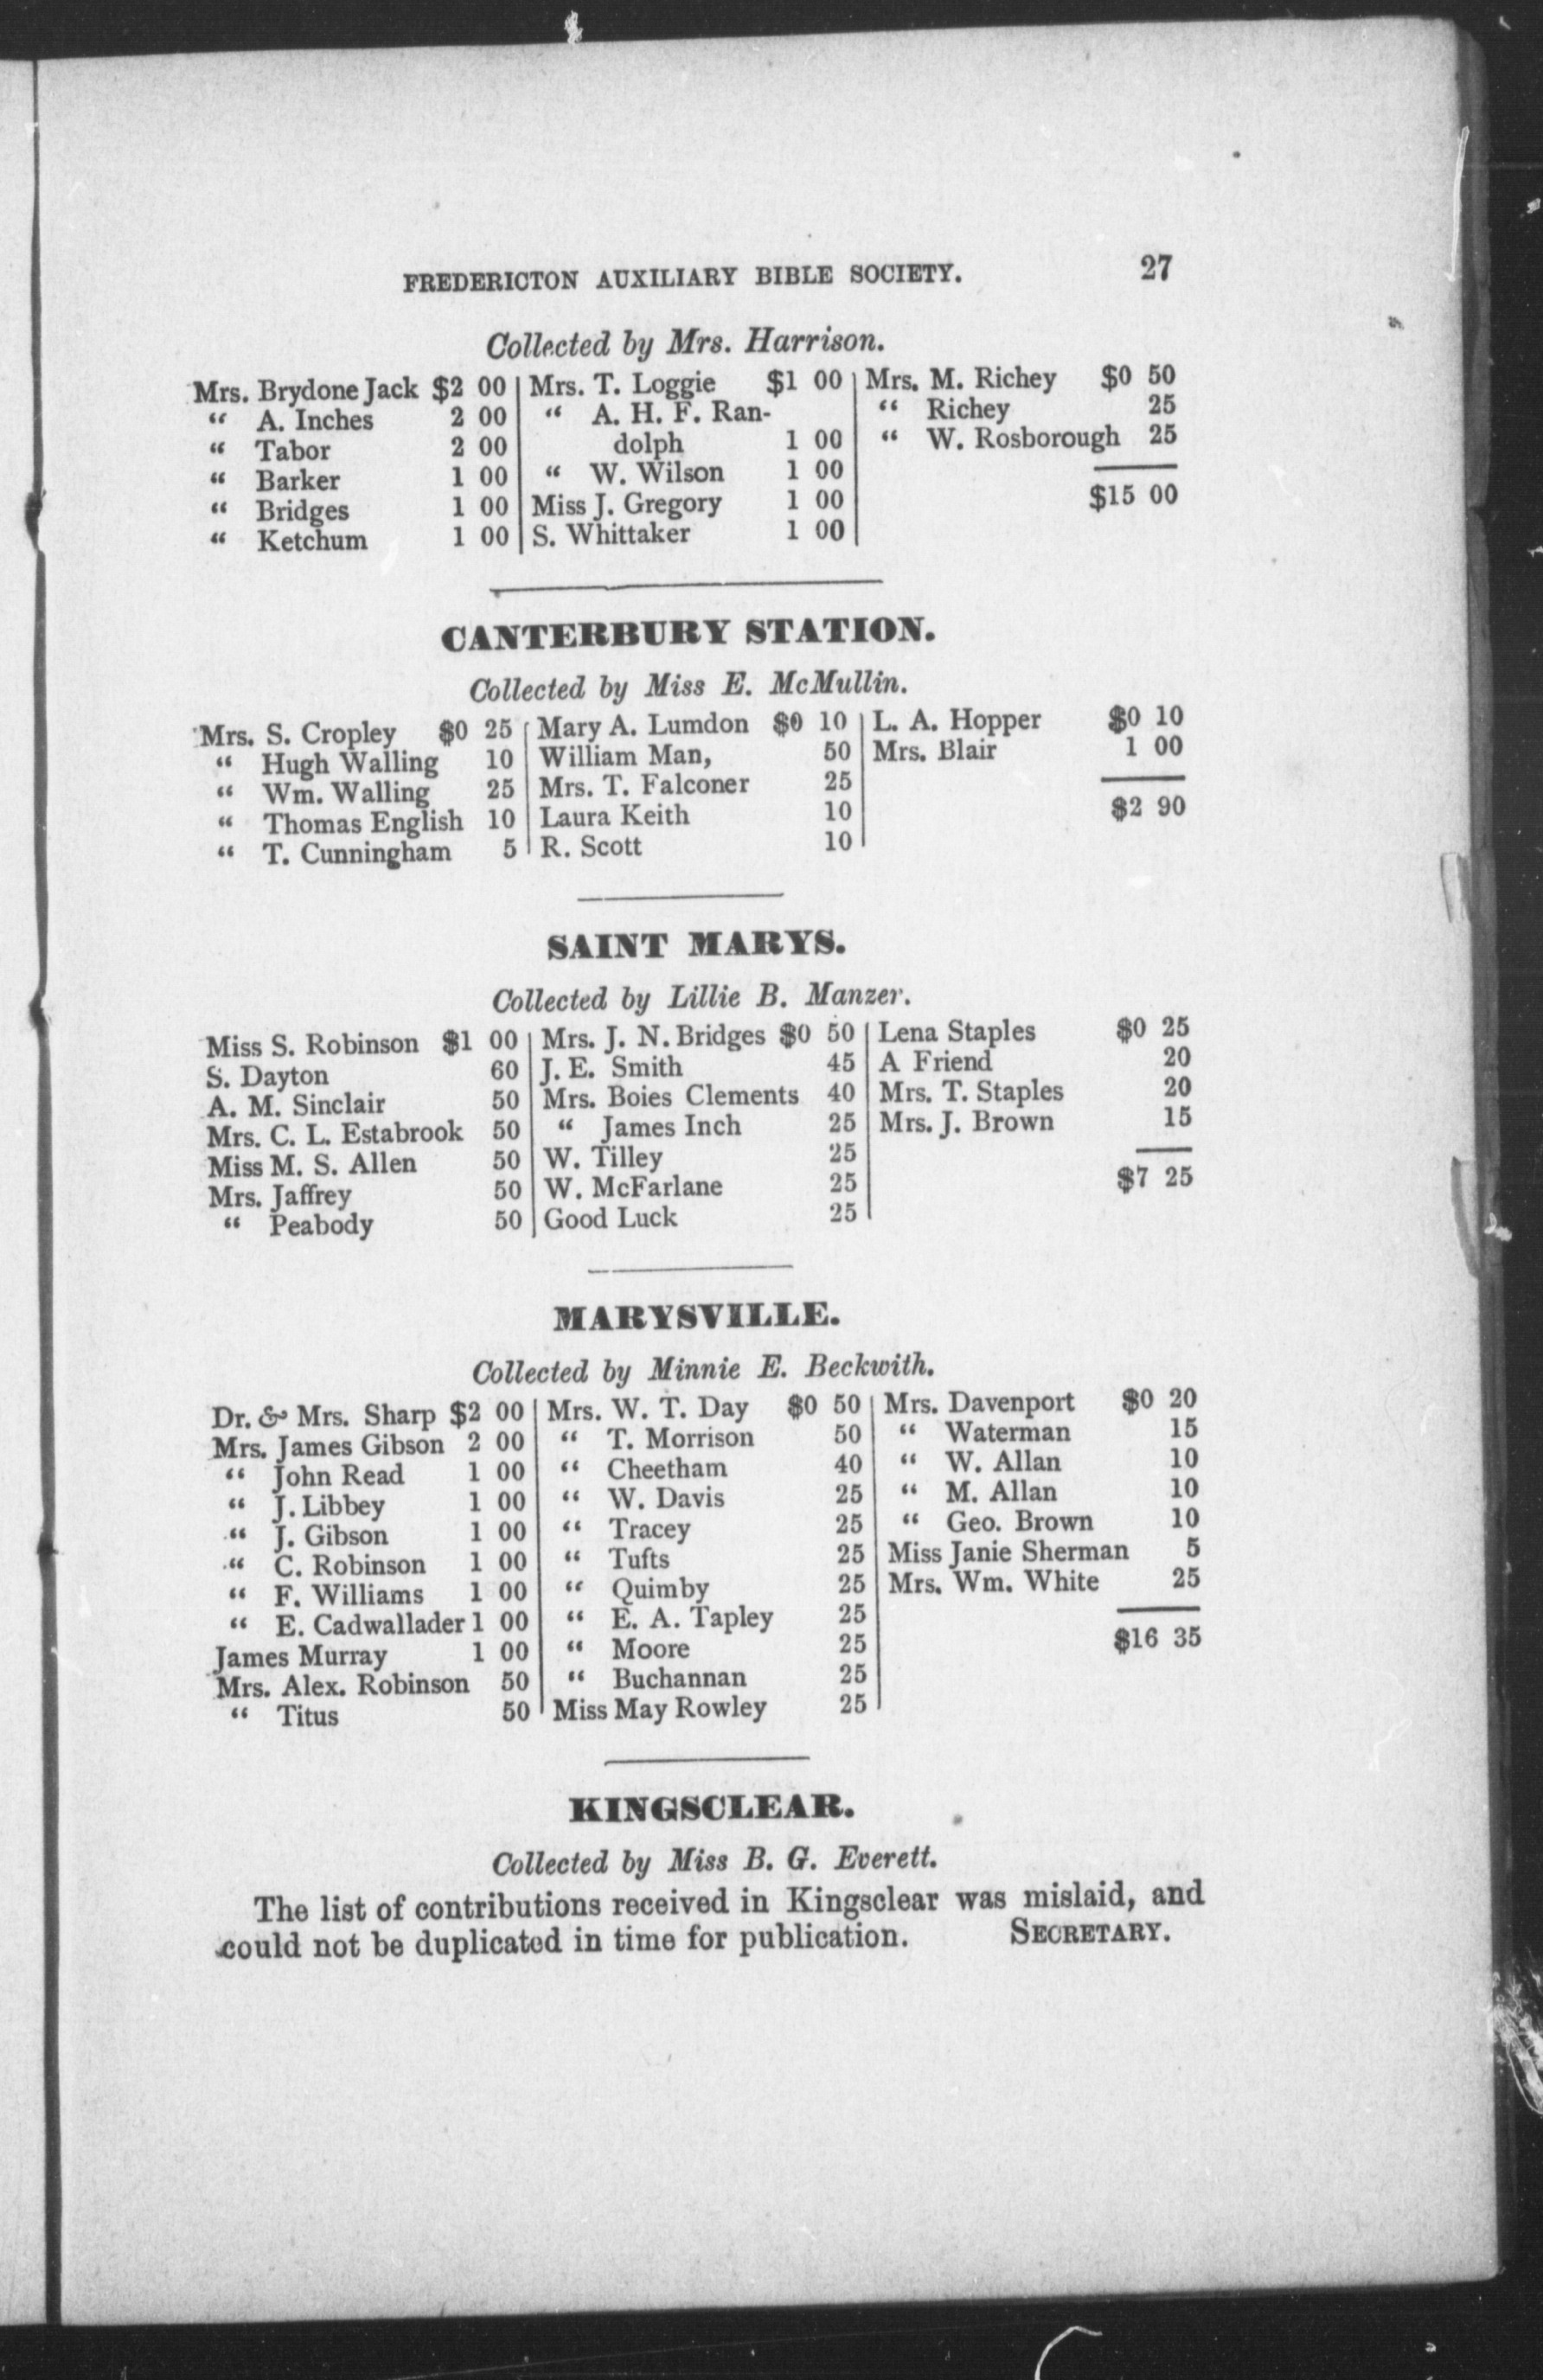 FREDERICTON AUXILIARY BIBLE SOCIETY. 27
Collected by Mrs. Harrison.
Mrs. Brydone Jack $2 00
" A. Inches 2 00
" Tabor 2 00
" Barker 1 00
" Bridges 1 00
" Ketchum 1 00
Mrs. T. Loggie $1 00
" A. H. F. Ran-
dolph 1 00
" W. Wilson 1 00
Miss J. Gregory 1 00
S. Whittaker 1 00
Mrs. M. Richey $0 50
" Richey 25
" W. Rosborough 25
$15 00
CANTERBURY STATION.
Collected by Miss E. McMullin.
Mrs. S. Cropley $0 25
" Hugh Walling 10
" Wm. Walling 25
" Thomas English 10
" T. Cunningham 5
Mary A. Lumdon $0 10
William Man, 50
Mrs. T. Falconer 25
Laura Keith 10
R. Scott 10
L. A. Hopper $0 10
Mrs. Blair 1 00
$2 90
SAINT MARYS.
Collected by Lillie B. Manzer.
Miss S. Robinson $1 00
S. Dayton 60
A. M. Sinclair 50
Mrs. C. L. Estabrook 50
Miss M. S. Allen 50
Mrs. Jaffrey 50
" Peabody 50
Mrs. J. N. Bridges $0 50
J. E. Smith 45
Mrs. Boies Clements 40
" James Inch 25
W. Tilley 25
W. McFarlane 25
Good Luck 25
Lena Staples $0 25
A Friend 20
Mrs. T. Staples 20
Mrs. J. Brown 15
$7 25
MARYSVILLE.
Collected by Minnie E. Beckwith.
Dr. & Mrs. Sharp $2 00
Mrs. James Gibson 2 00
" John Read 1 00
" J. Libbey 1 00
" J. Gibson 1 00
" C. Robinson 1 00
" F. Williams 1 00
" E. Cadwallader 1 00
James Murray 1 00
Mrs. Alex. Robinson 50
" Titus 50
Mrs. W. T. Day $0 50
" T. Morrison 50
" Cheetham 40
" W. Davis 25
" Tracey 25
" Tufts 25
" Quimby 25
" E. A. Tapley 25
" Moore 25
" Buchannan 25
Miss May Rowley 25
Mrs. Davenport $0 20
" Waterman 15
" W. Allan 10
" M. Allan 10
" Geo. Brown 10
Miss Janie Sherman 5
Mrs. Wm. White 25
$16 35
KINGSCLEAR.
Collected by Miss B. G. Everett.
The list of contributions received in Kingsclear was mislaid, and
could not be duplicated in time for publication. SECRETARY.